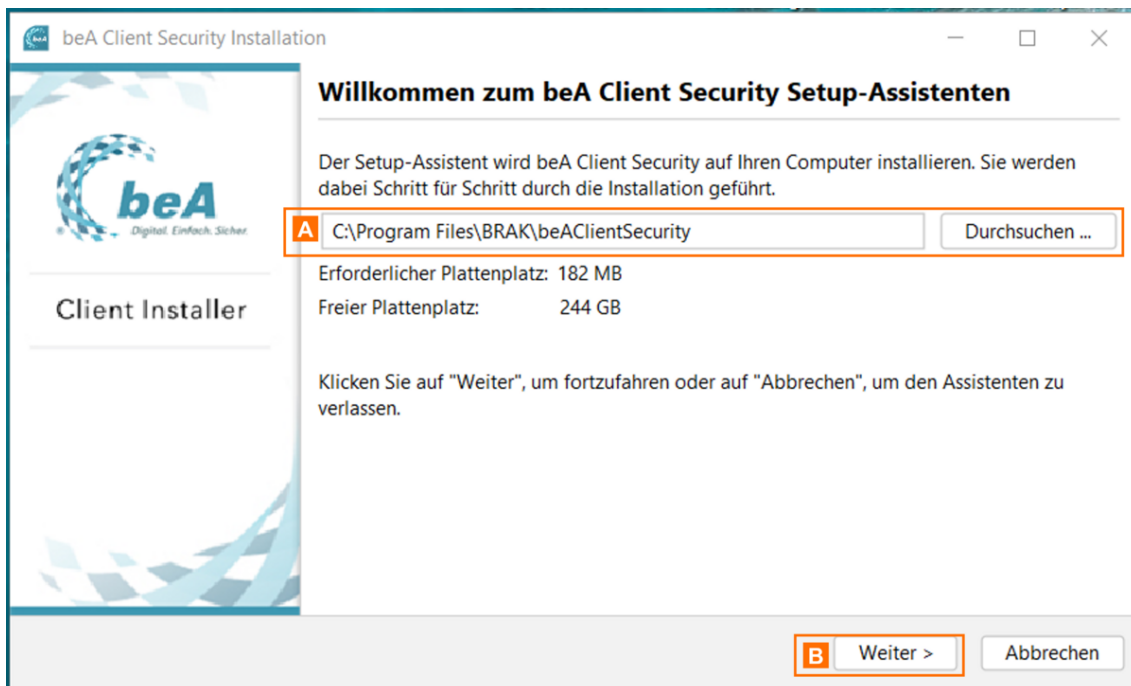 beA Client Security Installation
Willkommen zum beA Client Security Setup-Assistenten
Der Setup-Assistent wird beA Client Security auf Ihren Computer installieren. Sie werden
dabei Schritt für Schritt durch die Installation geführt.
beA
Digital. Einfach. Sicher.
A C:\Program Files\BRAK\beAClientSecurity Durchsuchen ...
Erforderlicher Plattenplatz: 182 MB
Client Installer
Freier Plattenplatz: 244 GB
Klicken Sie auf "Weiter", um fortzufahren oder auf "Abbrechen", um den Assistenten zu
verlassen.
B Weiter > Abbrechen